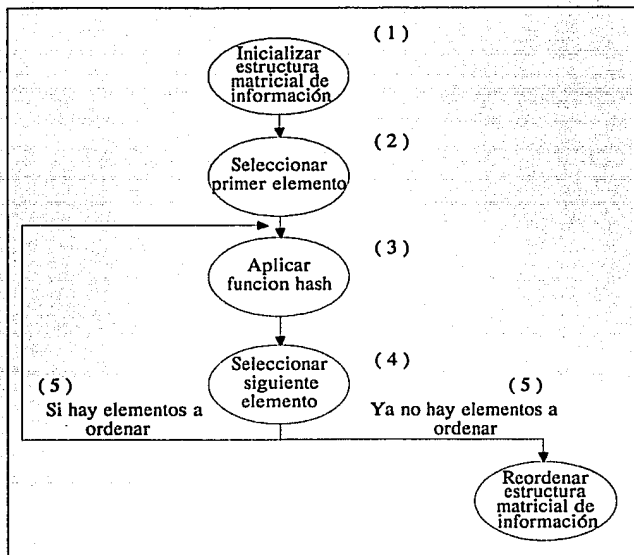 (1)
Inicializar
estructura
matricial de
información
(2)
Seleccionar
primer elemento
(3)
Aplicar
funcion hash
(4)
Seleccionar
siguiente
elemento
(5)
Si hay elementos a
ordenar
(5)
Ya no hay elementos a
ordenar
Reordenar
estructura
matricial de
información